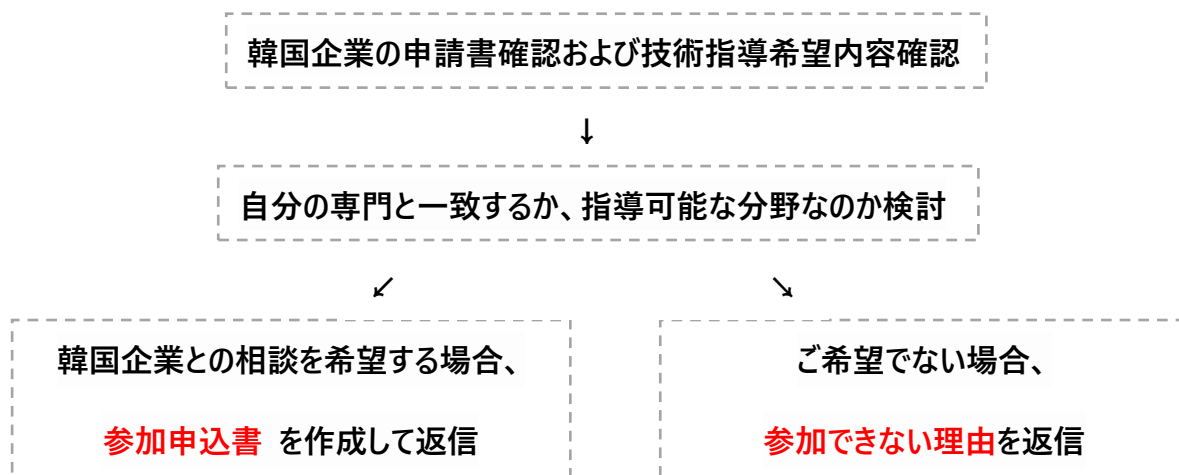 韓国企業の申請書確認および技術指導希望内容確認
↓
自分の専門と一致するか、指導可能な分野なのか検討
↙ ↘
韓国企業との相談を希望する場合、
参加申込書 を作成して返信
ご希望でない場合、
参加できない理由を返信